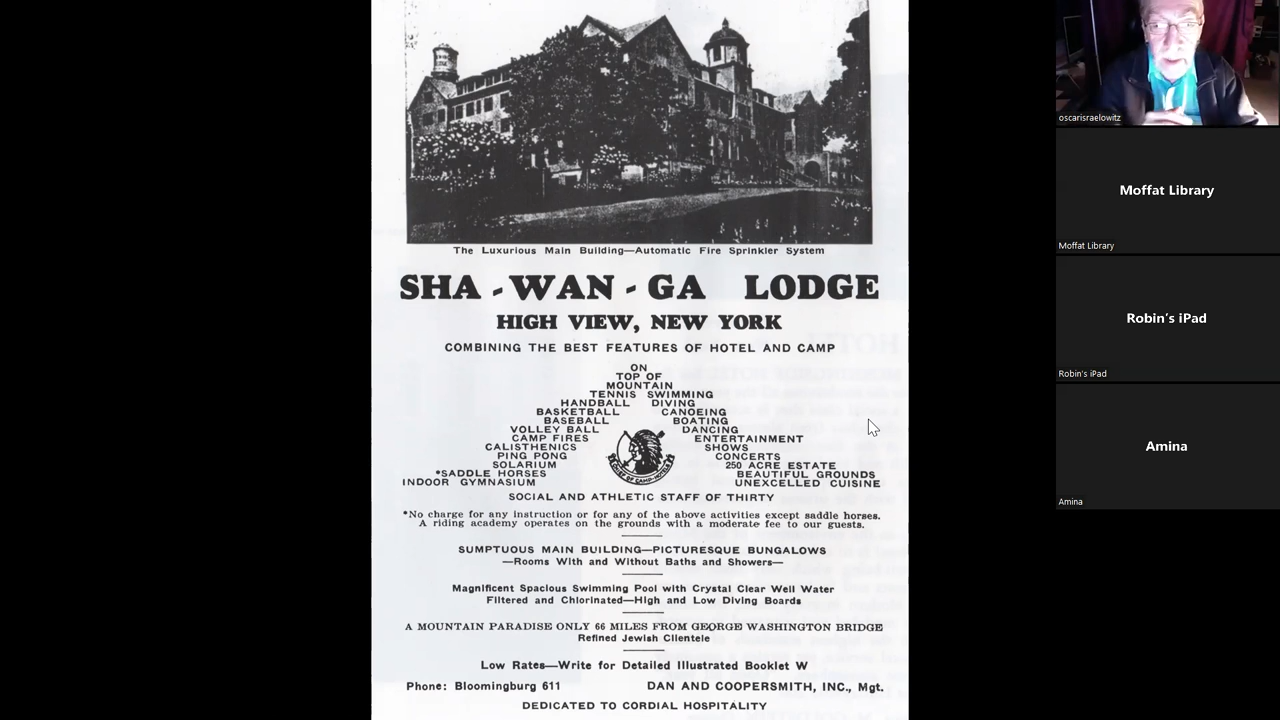 The Luxurious Main Building—Automatic Fire Sprinkler System
SHA-WAN-GA LODGE
HIGH VIEW, NEW YORK
COMBINING THE BEST FEATURES OF HOTEL AND CAMP
ON
TOP OF
MOUNTAIN
TENNIS SWIMMING
HANDBALL DIVING
BASKETBALL CANOEING
BASEBALL BOATING
VOLLEY BALL DANCING
CAMP FIRES ENTERTAINMENT
CALISTHENICS SHOWS
PING PONG CONCERTS
SOLARIUM 250 ACRE ESTATE
*SADDLE HORSES BEAUTIFUL GROUNDS
INDOOR GYMNASIUM UNEXCELLED CUISINE
CHIEF OF CAMP-HOTELS
SOCIAL AND ATHLETIC STAFF OF THIRTY
*No charge for any instruction or for any of the above activities except saddle horses.
A riding academy operates on the grounds with a moderate fee to our guests.
SUMPTUOUS MAIN BUILDING—PICTURESQUE BUNGALOWS
—Rooms With and Without Baths and Showers—
Magnificent Spacious Swimming Pool with Crystal Clear Well Water
Filtered and Chlorinated—High and Low Diving Boards
A MOUNTAIN PARADISE ONLY 66 MILES FROM GEORGE WASHINGTON BRIDGE
Refined Jewish Clientele
Low Rates—Write for Detailed Illustrated Booklet W
Phone: Bloomingburg 611 DAN AND COOPERSMITH, INC., Mgt.
DEDICATED TO CORDIAL HOSPITALITY
oscarisraelowitz
Moffat Library
Moffat Library
Robin's iPad
Robin's iPad
Amina
Amina